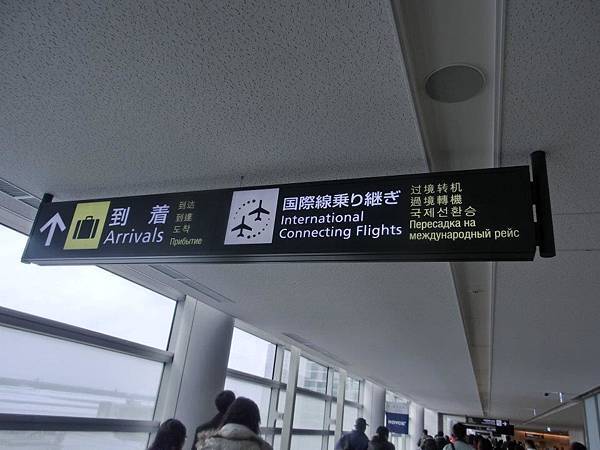 到着
Arrivals
到达
到達
도착
Прибытие
国際線乗り継ぎ
International
Connecting Flights
过境转机
過境轉機
국제선환승
Пересадка на
международный рейс